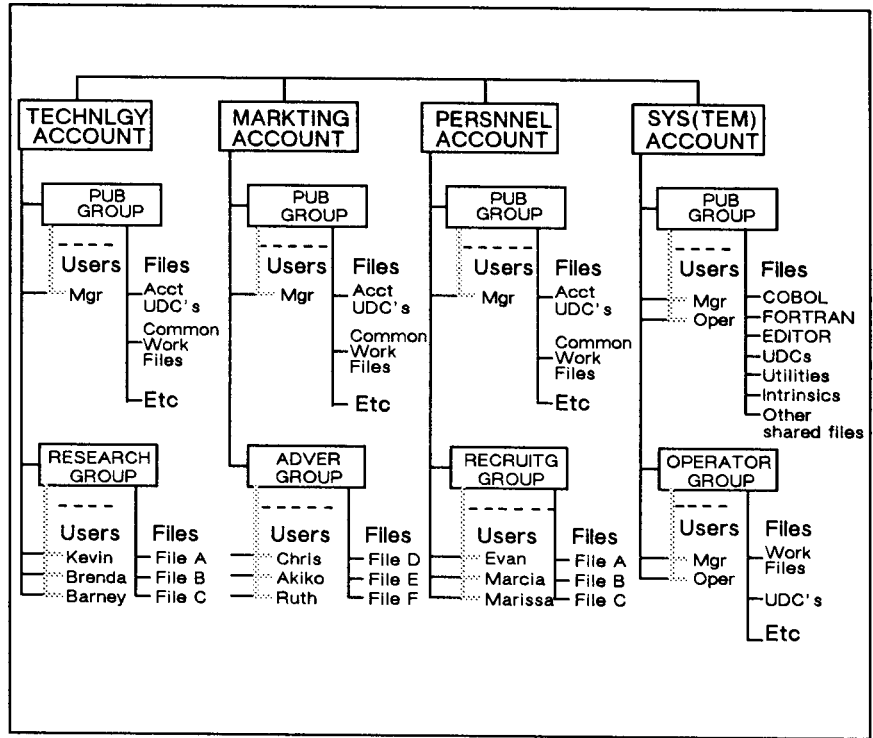 TECHNLGY
ACCOUNT
MARKTING
ACCOUNT
PERSNNEL
ACCOUNT
SYS(TEM)
ACCOUNT
PUB
GROUP
Users
Mgr
Files
Acct
UDC's
Common
Work
Files
Etc
PUB
GROUP
Users
Mgr
Files
Acct
UDC's
Common
Work
Files
Etc
PUB
GROUP
Users
Mgr
Files
Acct
UDC's
Common
Work
Files
Etc
PUB
GROUP
Users
Mgr
Oper
Files
COBOL
FORTRAN
EDITOR
UDCs
Utilities
Intrinsics
Other
shared files
RESEARCH
GROUP
Users
Kevin
Brenda
Barney
Files
File A
File B
File C
ADVER
GROUP
Users
Chris
Akiko
Ruth
Files
File D
File E
File F
RECRUITG
GROUP
Users
Evan
Marcia
Marissa
Files
File A
File B
File C
OPERATOR
GROUP
Users
Mgr
Oper
Files
Work
Files
UDC's
Etc